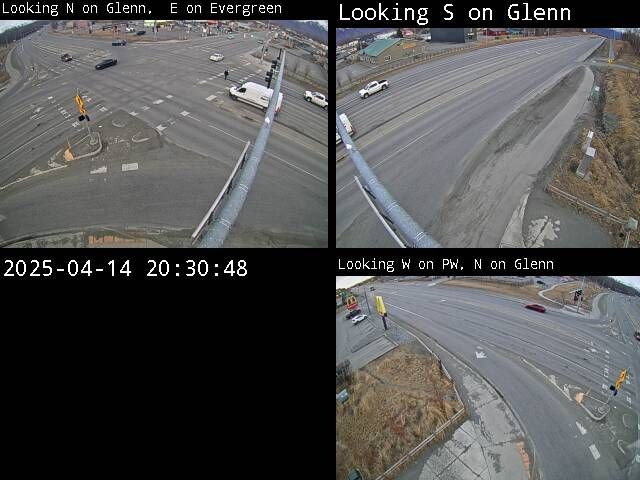 Looking N on Glenn,  E on Evergreen
Looking S on Glenn
2025-04-14 20:30:48
Looking W on PW, N on Glenn